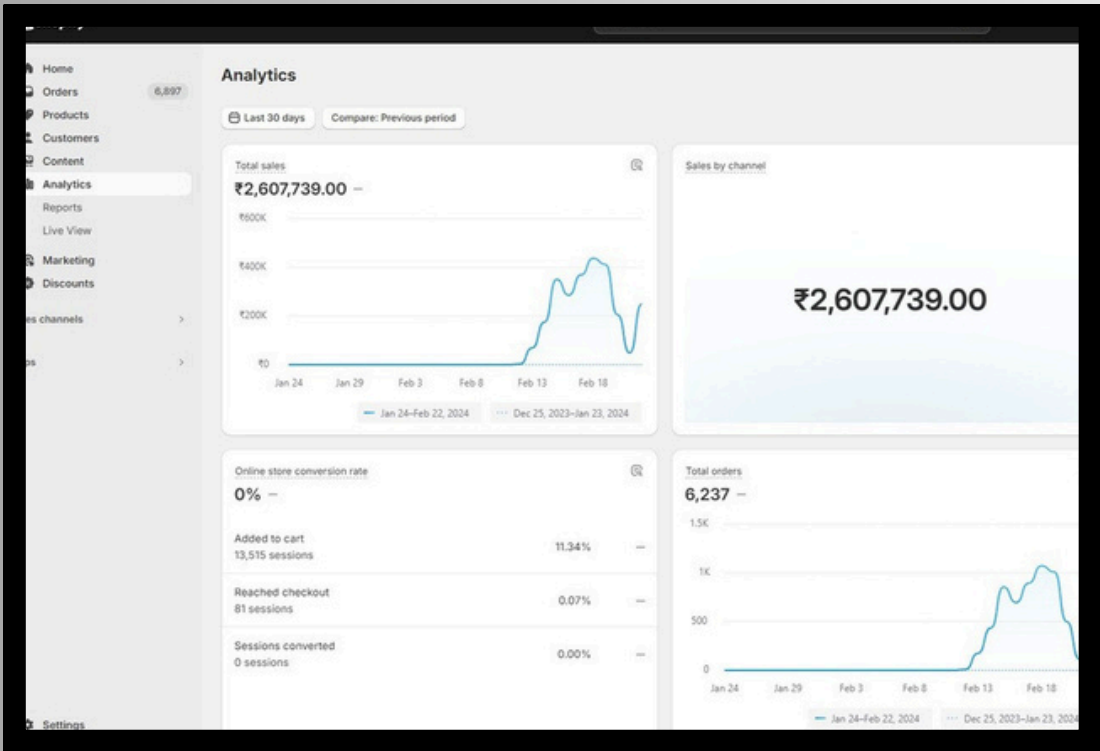 Home
Orders 6,897
Products
Customers
Content
Analytics
Reports
Live View
Marketing
Discounts
es channels
ps
Settings
Analytics
Last 30 days Compare: Previous period
Total sales
₹2,607,739.00 –
₹600K
₹400K
₹200K
₹0
Jan 24 Jan 29 Feb 3 Feb 8 Feb 13 Feb 18
Jan 24–Feb 22, 2024 Dec 25, 2023–Jan 23, 2024
Sales by channel
₹2,607,739.00
Online store conversion rate
0% –
Added to cart
13,515 sessions
11.34% –
Reached checkout
81 sessions
0.07% –
Sessions converted
0 sessions
0.00% –
Total orders
6,237 –
1.5K
1K
500
0
Jan 24 Jan 29 Feb 3 Feb 8 Feb 13 Feb 18
Jan 24–Feb 22, 2024 Dec 25, 2023–Jan 23, 2024